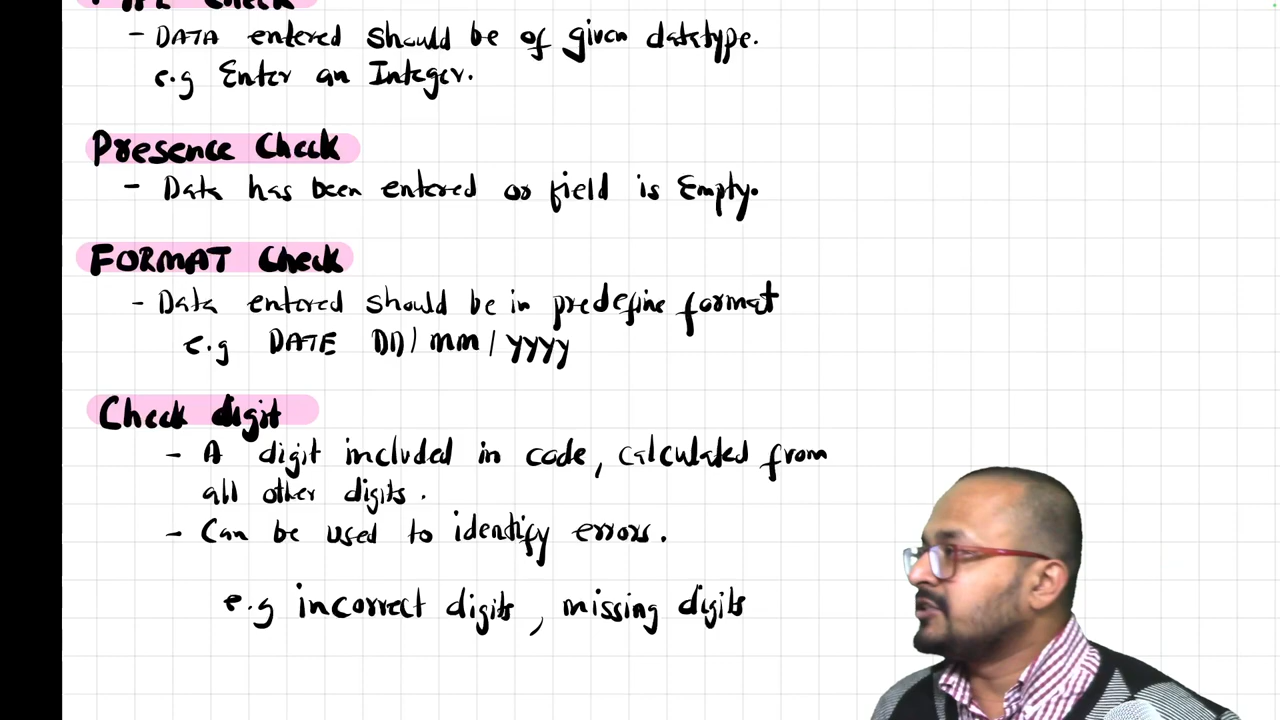 Check
- DATA entered should be of given datatype.
e.g Enter an Integer.
Presence Check
- Data has been entered or field is Empty.
FORMAT Check
- Data entered should be in predefine format
e.g DATE DD/mm/yyyy
Check digit
- A digit included in code, calculated from
all other digits.
- Can be used to identify errors.
e.g incorrect digits, missing digits